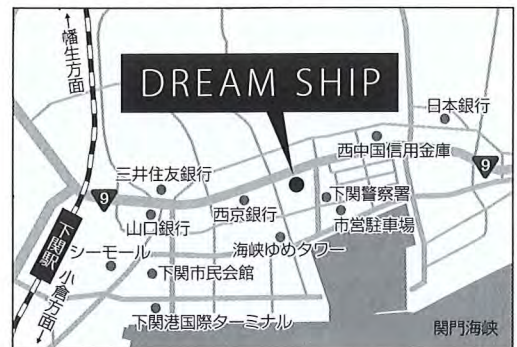 ←幡生方面
DREAM SHIP
日本銀行
西中国信用金庫
9
三井住友銀行
9
下関警察署
西京銀行
山口銀行
市営駐車場
下関駅
シーモール
海峡ゆめタワー
下関市民会館
小倉方面→
下関港国際ターミナル
関門海峡